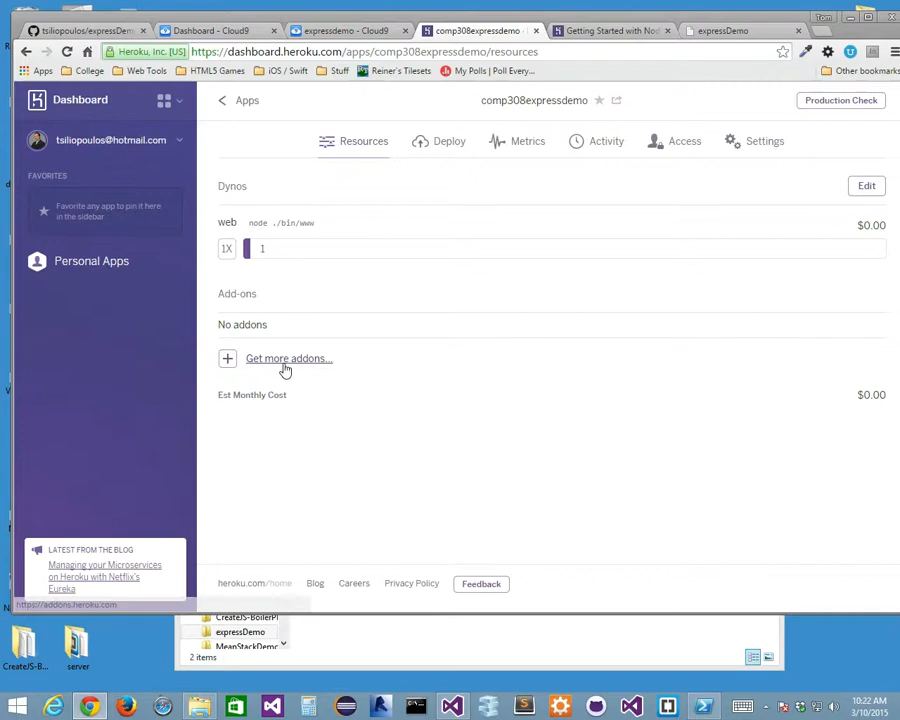 tsiliopoulos/expressDem
Dashboard - Cloud9
expressdemo - Cloud9
comp308expressdemo
Getting Started with Nod
expressDemo
Tom
Heroku, Inc. [US]
https://dashboard.heroku.com/apps/comp308expressdemo/resources
Apps
College
Web Tools
HTML5 Games
iOS / Swift
Stuff
Reiner's Tilesets
My Polls | Poll Every...
Other bookmarks
Dashboard
Apps
comp308expressdemo
Production Check
tsiliopoulos@hotmail.com
Resources
Deploy
Metrics
Activity
Access
Settings
FAVORITES
Favorite any app to pin it here
in the sidebar
Personal Apps
Dynos
Edit
web
node ./bin/www
$0.00
1X
1
Add-ons
No addons
Get more addons...
Est Monthly Cost
$0.00
LATEST FROM THE BLOG
Managing your Microservices
on Heroku with Netflix's
Eureka
https://addons.heroku.com
heroku.com/home
Blog
Careers
Privacy Policy
Feedback
CreateJS-BoilerPl
expressDemo
MeanStackDemo
2 items
CreateJS-B...
server
10:22 AM
3/10/2015